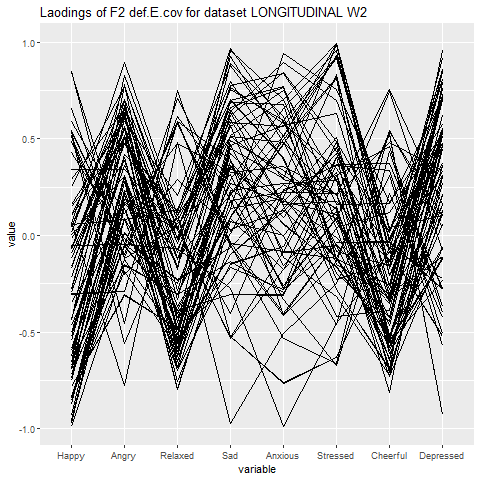 Laodings of F2 def.E.cov for dataset LONGITUDINAL W2
1.0
0.5
0.0
-0.5
-1.0
value
Happy Angry Relaxed Sad Anxious Stressed Cheerful Depressed
variable